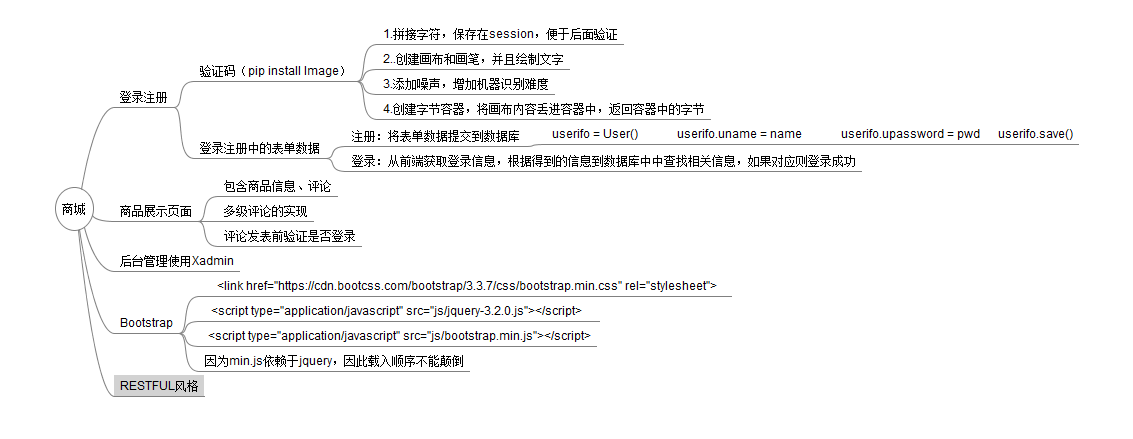 商城
登录注册
验证码（pip install Image）
1.拼接字符，保存在session，便于后面验证
2..创建画布和画笔，并且绘制文字
3.添加噪声，增加机器识别难度
4.创建字节容器，将画布内容丢进容器中，返回容器中的字节
登录注册中的表单数据
注册：将表单数据提交到数据库
userifo = User() userifo.uname = name userifo.upassword = pwd userifo.save()
登录：从前端获取登录信息，根据得到的信息到数据库中中查找相关信息，如果对应则登录成功
商品展示页面
包含商品信息、评论
多级评论的实现
评论发表前验证是否登录
后台管理使用Xadmin
Bootstrap
<link href="https://cdn.bootcss.com/bootstrap/3.3.7/css/bootstrap.min.css" rel="stylesheet">
<script type="application/javascript" src="js/jquery-3.2.0.js"></script>
<script type="application/javascript" src="js/bootstrap.min.js"></script>
因为min.js依赖于jquery，因此载入顺序不能颠倒
RESTFUL风格